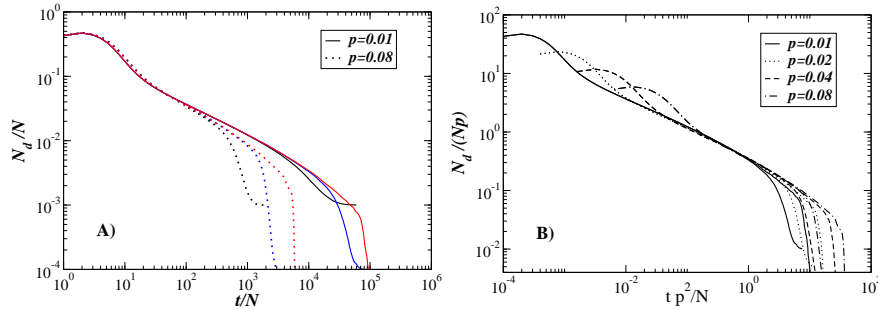 N_d/N
10^0
10^-1
10^-2
10^-3
10^-4
p=0.01
p=0.08
A)
10^0 10^1 10^2 10^3 10^4 10^5 10^6
t/N
N_d/(Np)
10^2
10^1
10^0
10^-1
10^-2
p=0.01
p=0.02
p=0.04
p=0.08
B)
10^-4 10^-2 10^0 10
t p^2/N